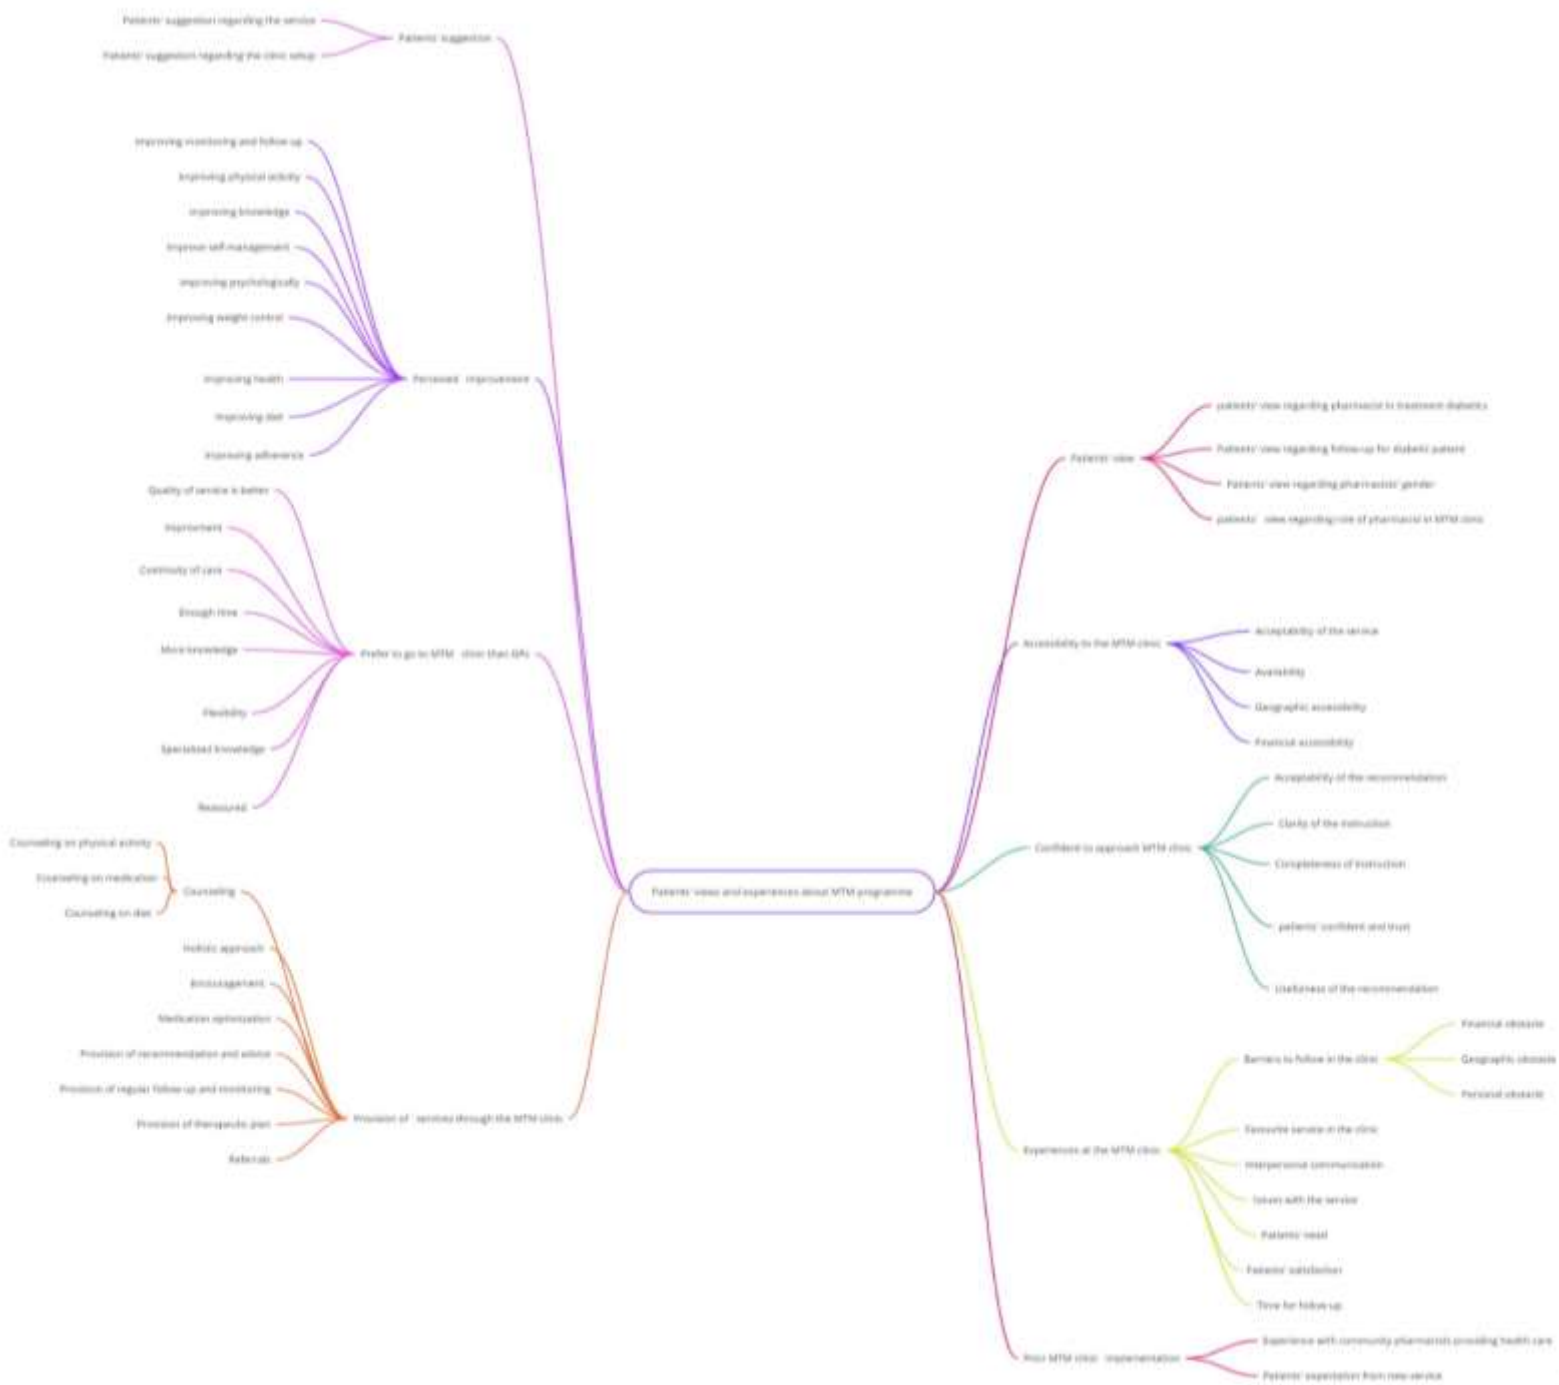 Patients' suggestion regarding the service
Patients' suggestion regarding the clinic setup
Patients' suggestion
Improving monitoring and follow up
Improving physical activity
Improving knowledge
Improve self-management
Improving psychologically
Improving weight control
Improving health
Improving diet
Improving adherence
Perceived improvement
Quality of service is better
Continuity of care
Enough time
More knowledge
Flexibility
Specialised knowledge
Reassured
Prefer to go to MTM clinic than GPs
Counseling on physical activity
Counseling on medication
Counseling on diet
Counseling
Holistic approach
Encouragement
Medication optimization
Provision of recommendation and advice
Provision of regular follow up and monitoring
Provision of therapeutic plan
Referrals
Provision of services through the MTM clinic
Patients' views and experiences about MTM programme
Patients' view
patients' view regarding pharmacist in treatment diabetics
Patients' view regarding follow-up for diabetic patient
Patients' view regarding pharmacists' gender
patients' view regarding role of pharmacist in MTM clinic
Accessibility to the MTM clinic
Acceptability of the service
Availability
Geographic accessibility
Financial accessibility
Confident to approach MTM clinic
Acceptability of the recommendation
Clarity of the instruction
Completeness of instruction
patients' confident and trust
Usefulness of the recommendation
Experiences at the MTM clinic
Barriers to follow in the clinic
Financial obstacle
Geographic obstacle
Personal obstacle
Favourite service in the clinic
Interpersonal communication
Issues with the service
Patients' need
Patients' satisfaction
Time for follow up
Prior MTM clinic implementation
Experience with community pharmacists providing health care
Patients' expectation from new service